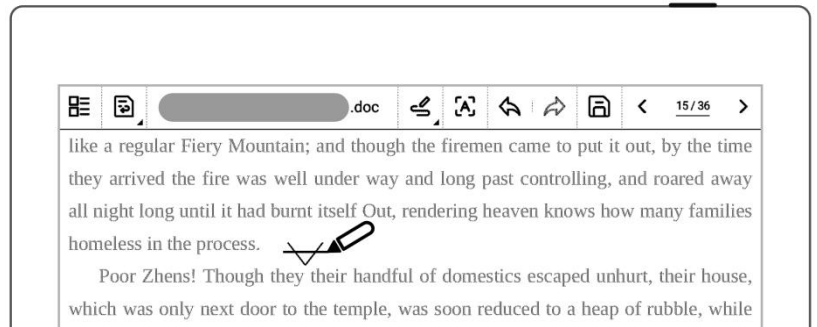 .doc
15 / 36
like a regular Fiery Mountain; and though the firemen came to put it out, by the time
they arrived the fire was well under way and long past controlling, and roared away
all night long until it had burnt itself Out, rendering heaven knows how many families
homeless in the process.
Poor Zhens! Though they their handful of domestics escaped unhurt, their house,
which was only next door to the temple, was soon reduced to a heap of rubble, while